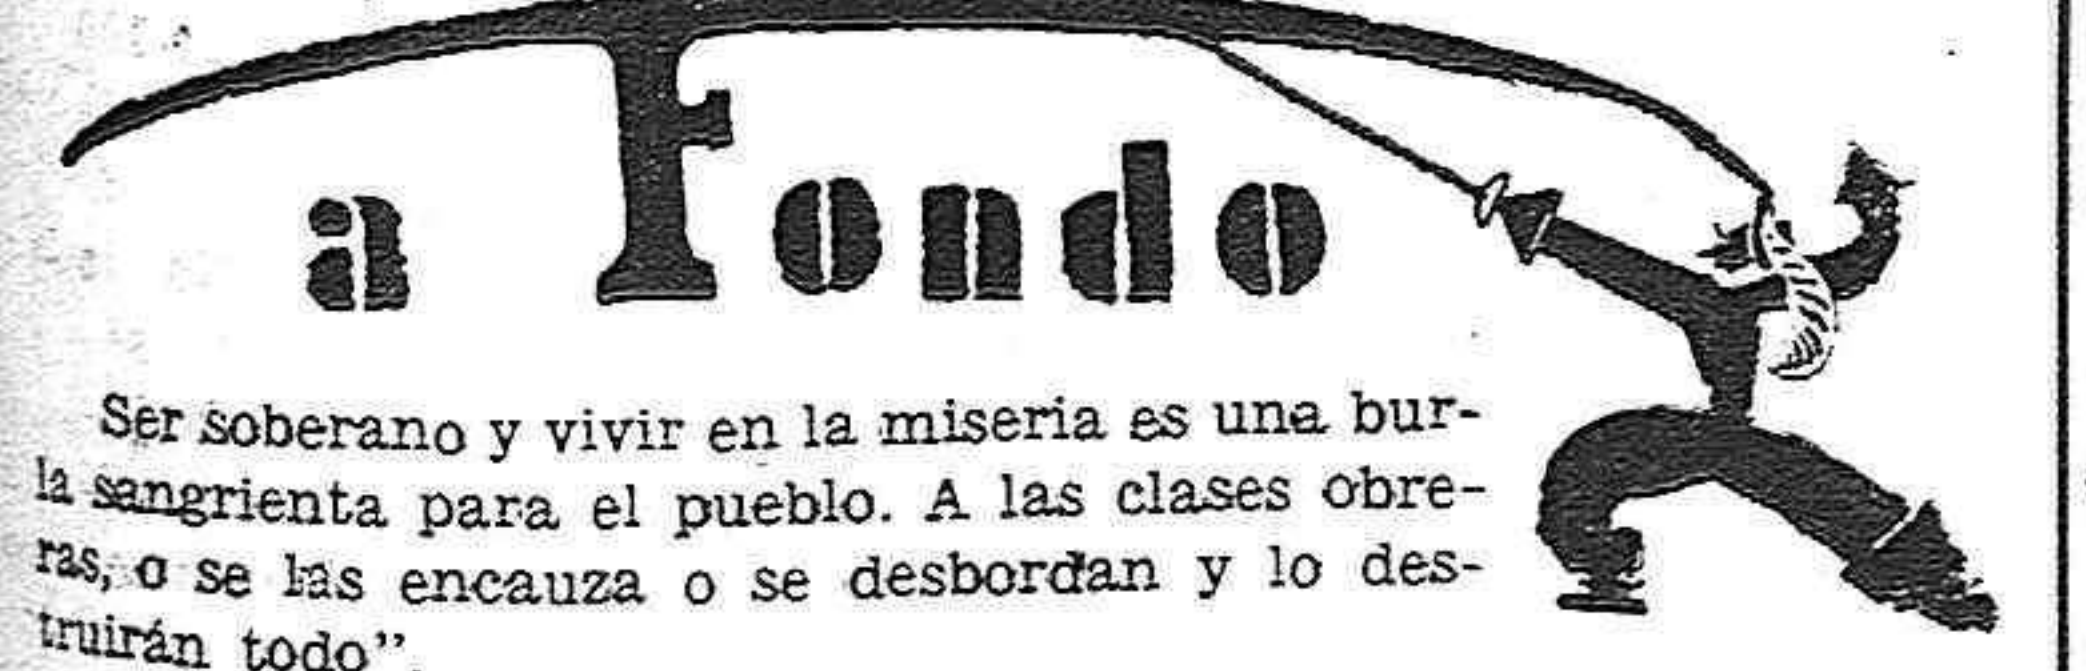 a Fondo
Ser soberano y vivir en la miseria es una bur-
la sangrienta para el pueblo. A las clases obre-
ras, o se las encauza o se desbordan y lo des-
truirán todo”.